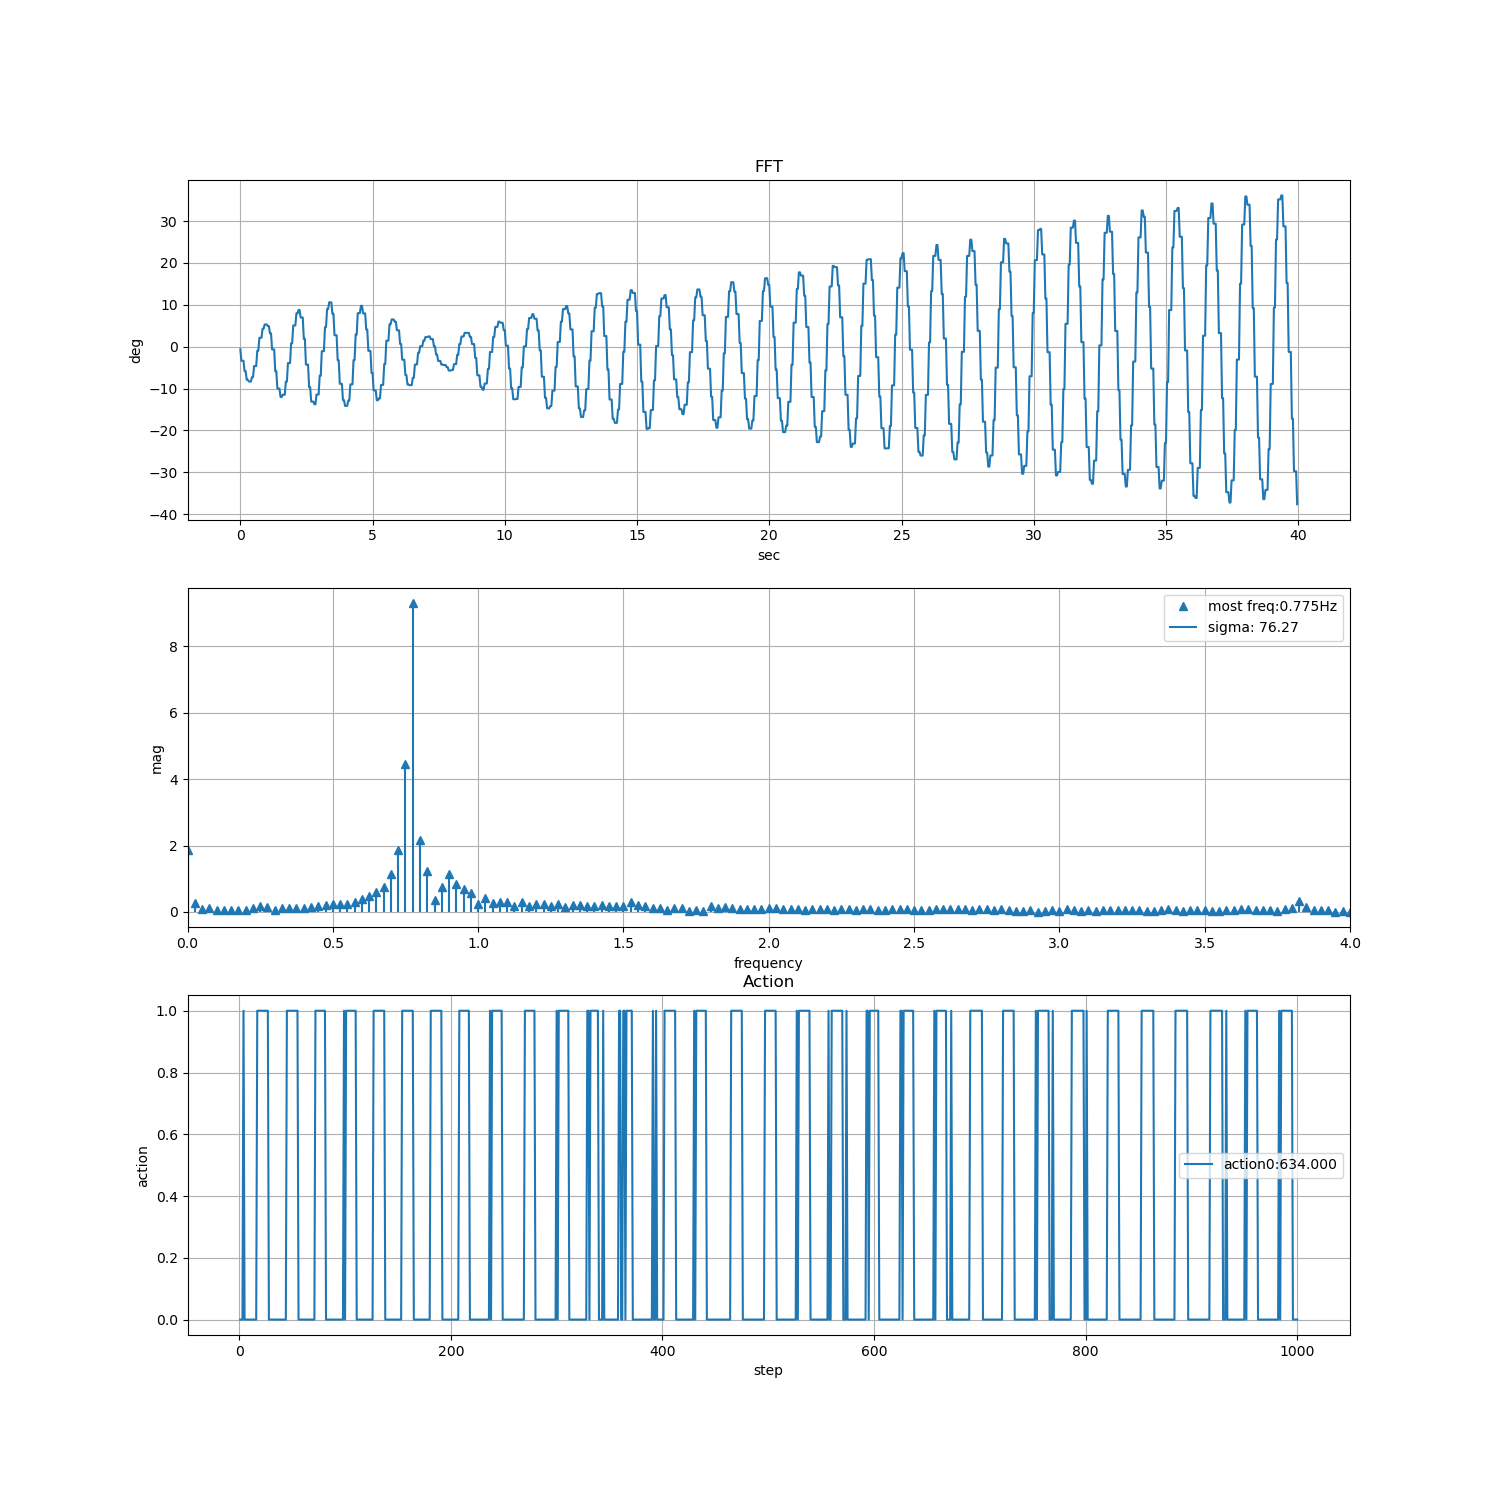 FFT
30
20
10
0
−10
−20
−30
−40
deg
0 5 10 15 20 25 30 35 40
sec
most freq:0.775Hz
sigma: 76.27
8
6
4
2
0
mag
0.0 0.5 1.0 1.5 2.0 2.5 3.0 3.5 4.0
frequency
Action
1.0
0.8
0.6
0.4
0.2
0.0
action
action0:634.000
0 200 400 600 800 1000
step